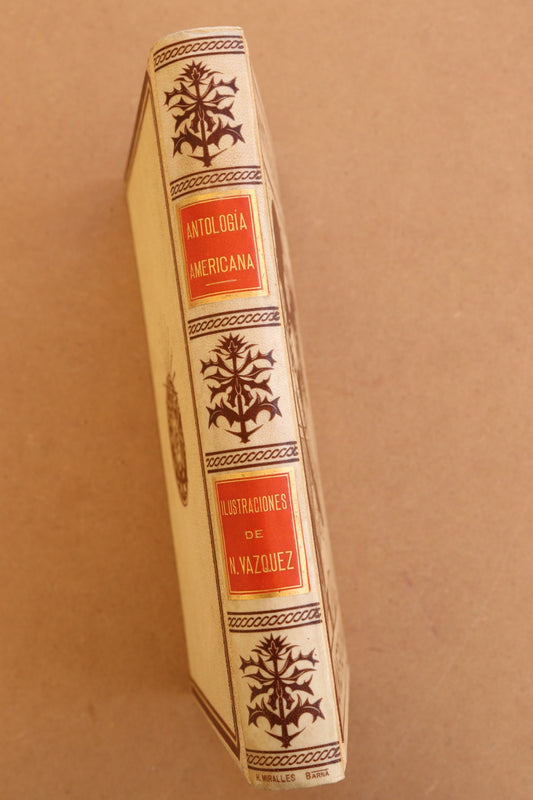 ANTOLOGÍA
AMERICANA
ILUSTRACIONES
DE
N. VAZQUEZ
H. MIRALLES BARNA